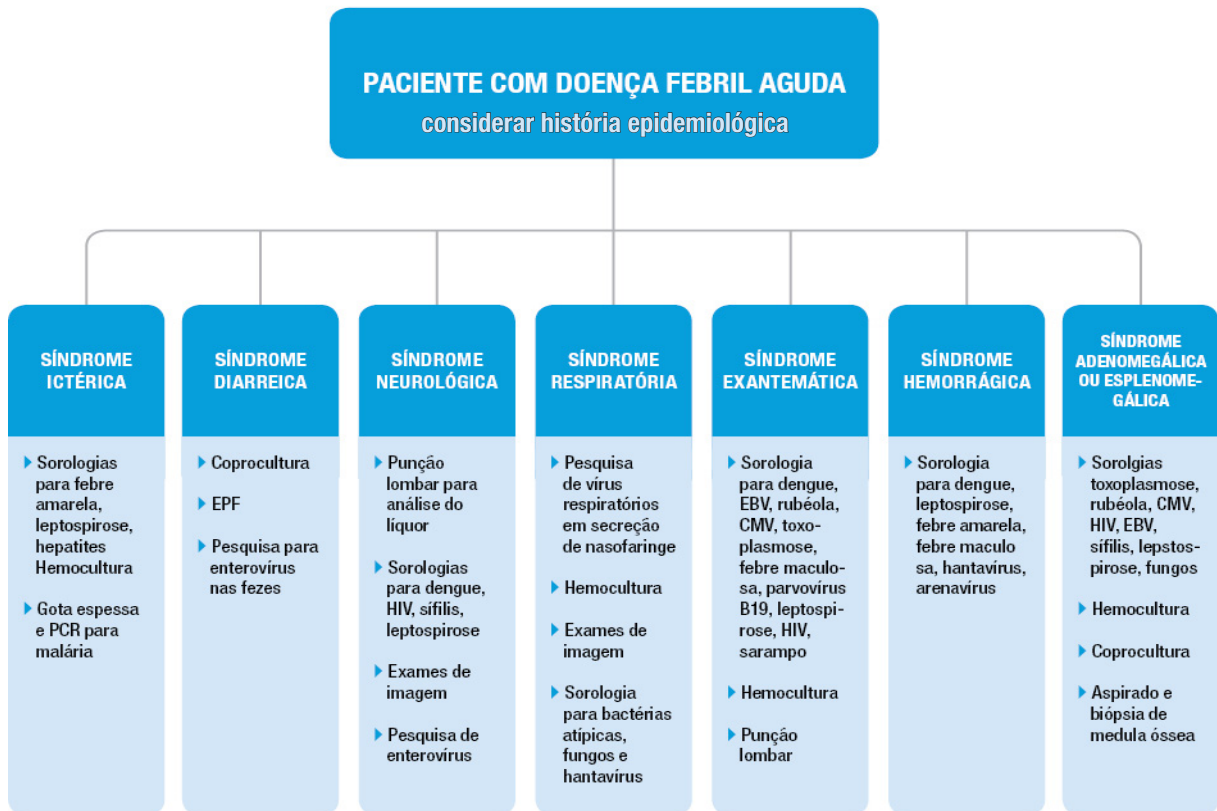 PACIENTE COM DOENÇA FEBRIL AGUDA
considerar história epidemiológica
SÍNDROME
ICTÉRICA
Sorologias
para febre
amarela,
leptospirose,
hepatites
Hemocultura
Gota espessa
e PCR para
malária
SÍNDROME
DIARREICA
Coprocultura
EPF
Pesquisa para
enterovírus
nas fezes
SÍNDROME
NEUROLÓGICA
Punção
lombar para
análise do
líquor
Sorologias
para dengue,
HIV, sífilis,
leptospirose
Exames de
imagem
Pesquisa de
enterovírus
SÍNDROME
RESPIRATÓRIA
Pesquisa
de vírus
respiratórios
em secreção
de nasofaringe
Hemocultura
Exames de
imagem
Sorologia
para bactérias
atípicas,
fungos e
hantavírus
SÍNDROME
EXANTEMÁTICA
Sorologia
para dengue,
EBV, rubéola,
CMV, toxo-
plasmose,
febre maculo-
sa, parvovírus
B19, leptospi-
rose, HIV,
sarampo
Hemocultura
Punção
lombar
SÍNDROME
HEMORRÁGICA
Sorologia
para dengue,
leptospirose,
febre amarela,
febre maculo
sa, hantavírus,
arenavírus
SÍNDROME
ADENOMEGÁLICA
OU ESPLENOME-
GÁLICA
Sorolgias
toxoplasmose,
rubéola, CMV,
HIV, EBV,
sífilis, lepstos-
pirose, fungos
Hemocultura
Coprocultura
Aspirado e
biópsia de
medula óssea